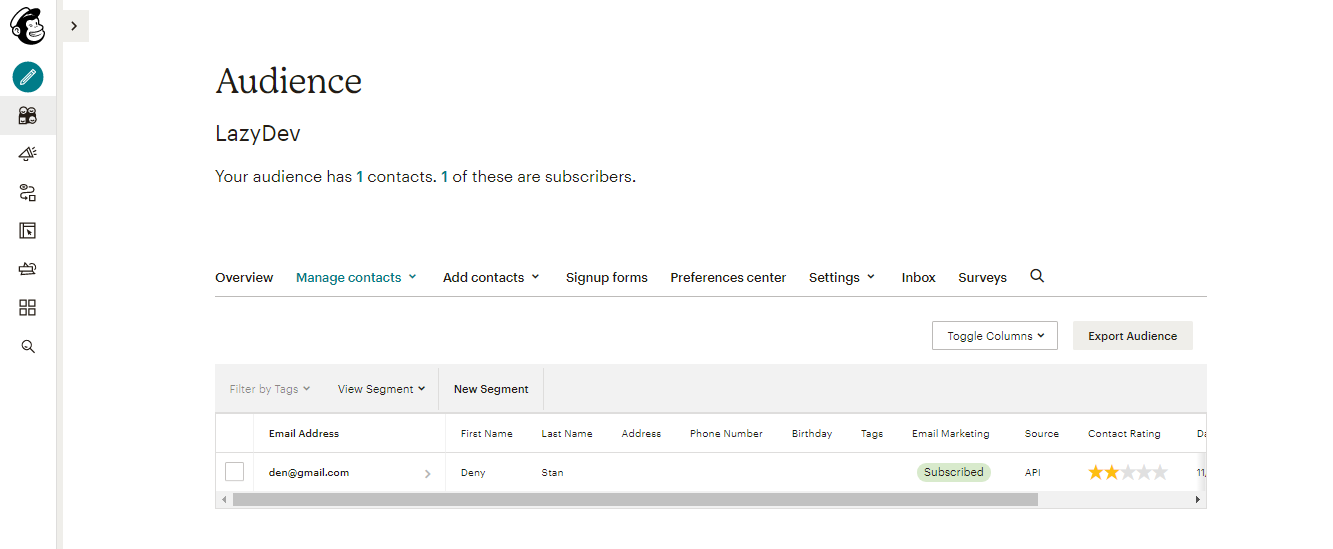 Audience
LazyDev
Your audience has 1 contacts. 1 of these are subscribers.
Overview Manage contacts Add contacts Signup forms Preferences center Settings Inbox Surveys
Toggle Columns Export Audience
Filter by Tags View Segment New Segment
Email Address First Name Last Name Address Phone Number Birthday Tags Email Marketing Source Contact Rating
den@gmail.com Deny Stan Subscribed API